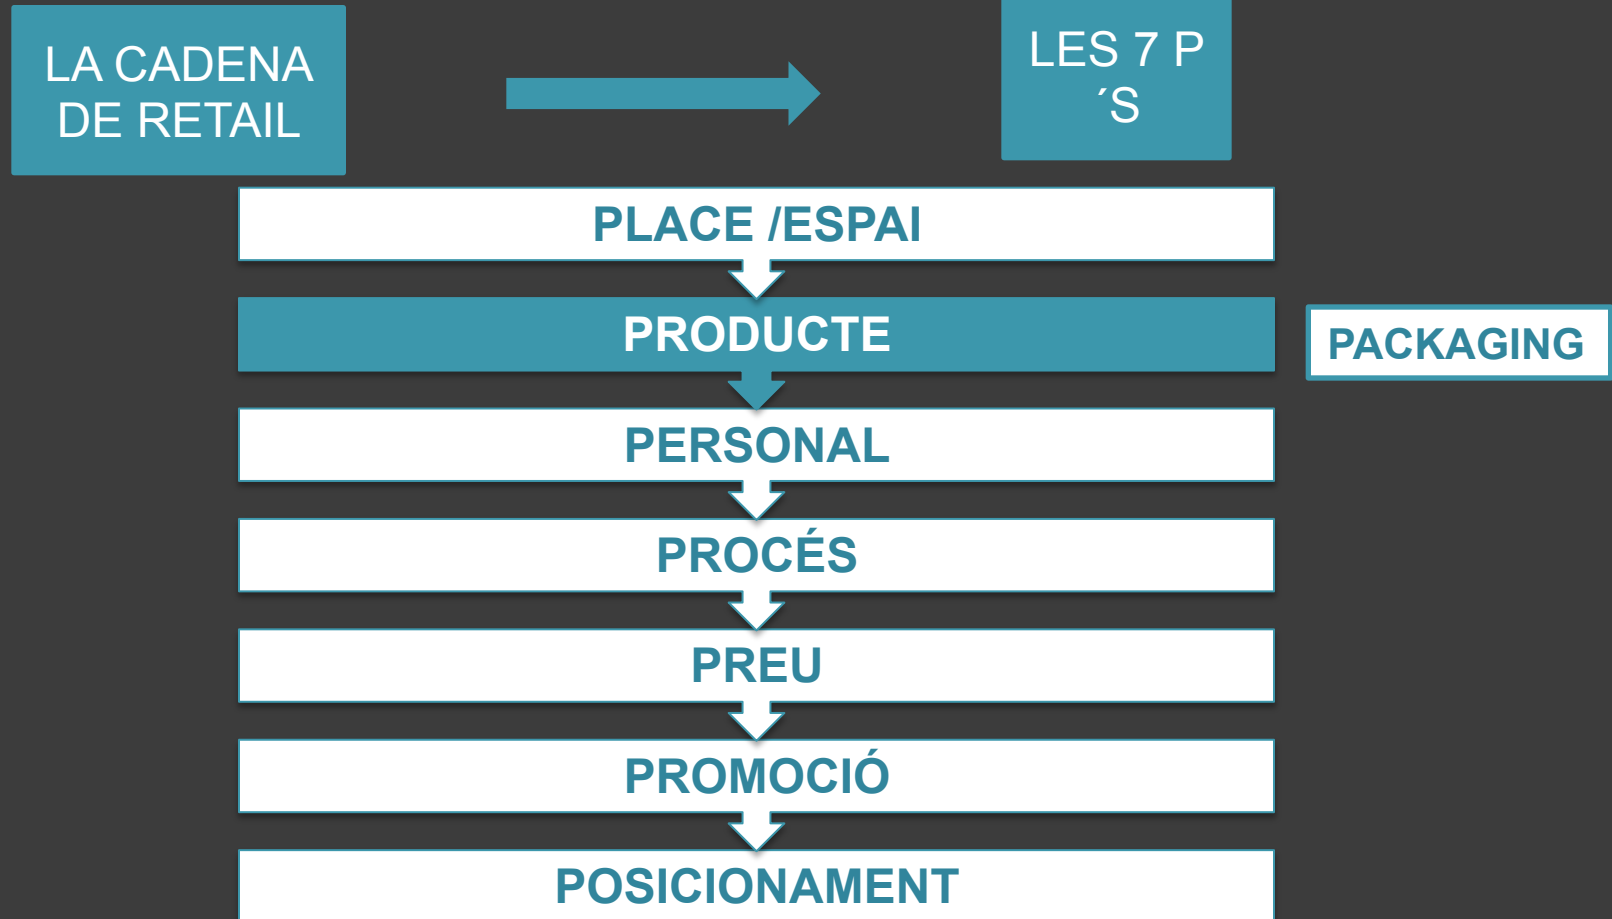 LA CADENA
DE RETAIL
LES 7 P
´S
PLACE /ESPAI
PRODUCTE
PACKAGING
PERSONAL
PROCÉS
PREU
PROMOCIÓ
POSICIONAMENT